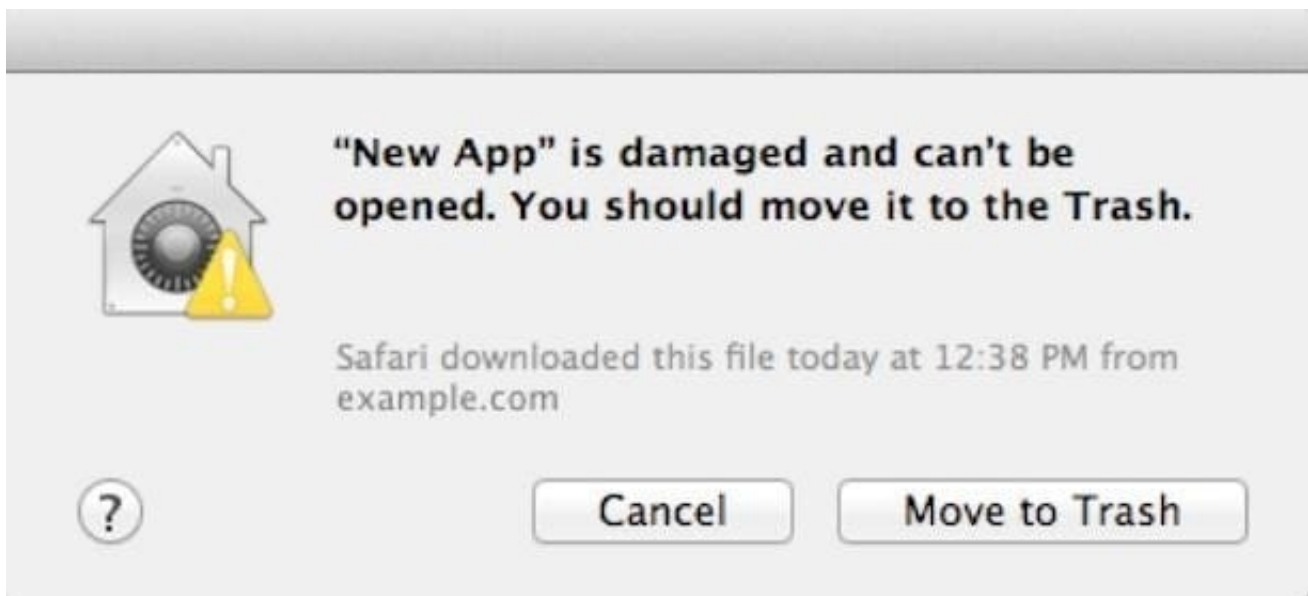 “New App” is damaged and can't be
opened. You should move it to the Trash.
Safari downloaded this file today at 12:38 PM from
example.com
?
Cancel
Move to Trash